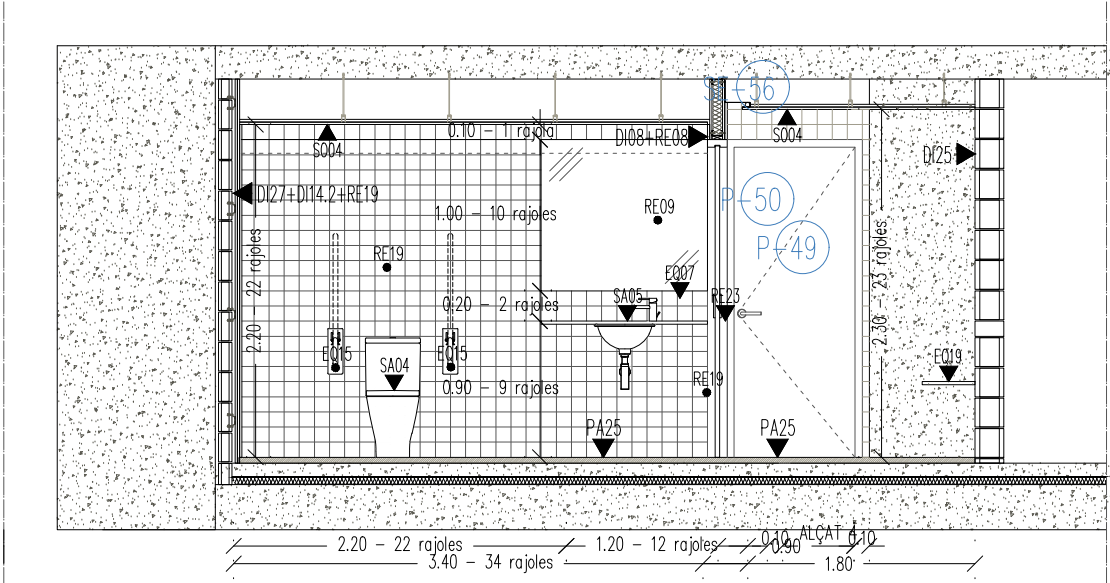 -56
0.10 - 1 rajola
DI08+RE08
S004
S004
DI25
DI27+DI14.2+RE19
P-50
RE09
1.00 - 10 rajoles
P-49
RE19
2.20 - 22 rajoles
2.30 - 23 rajoles
EQ07
SA05
RE23
0.20 - 2 rajoles
EQ15
EQ15
SA04
EQ19
0.90 - 9 rajoles
RE19
PA25
PA25
2.20 - 22 rajoles
1.20 - 12 rajoles
0.10
ALÇAT 4
0.10
0.90
3.40 - 34 rajoles
1.80